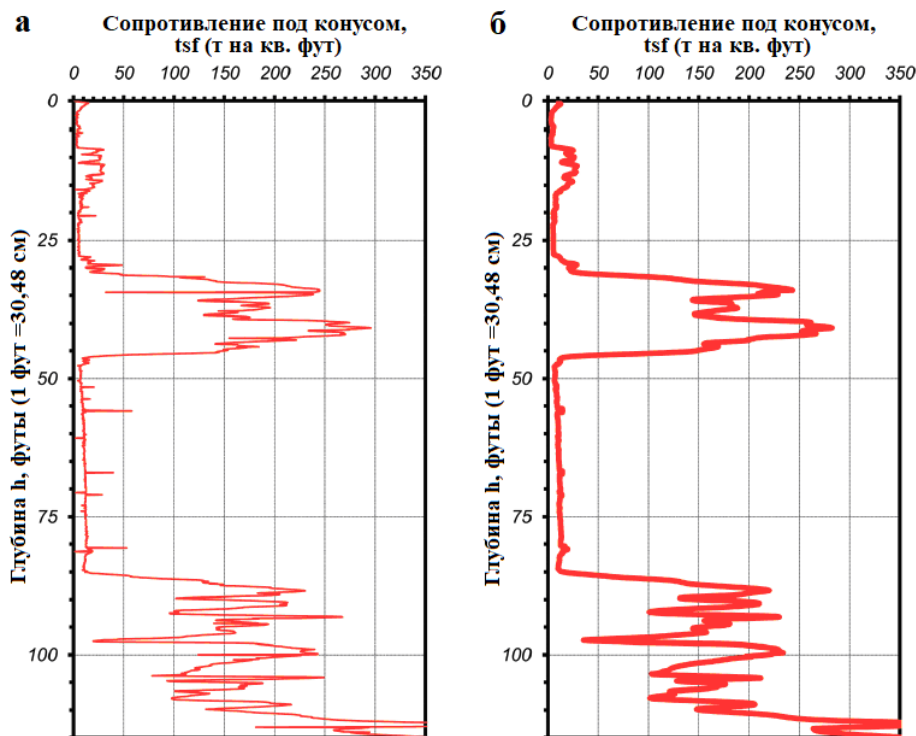 а
Сопротивление под конусом,
tsf (т на кв. фут)
0 50 100 150 200 250 300 350
0
25
50
75
100
Глубина h, футы (1 фут =30,48 см)
б
Сопротивление под конусом,
tsf (т на кв. фут)
0 50 100 150 200 250 300 350
0
25
50
75
100
Глубина h, футы (1 фут =30,48 см)